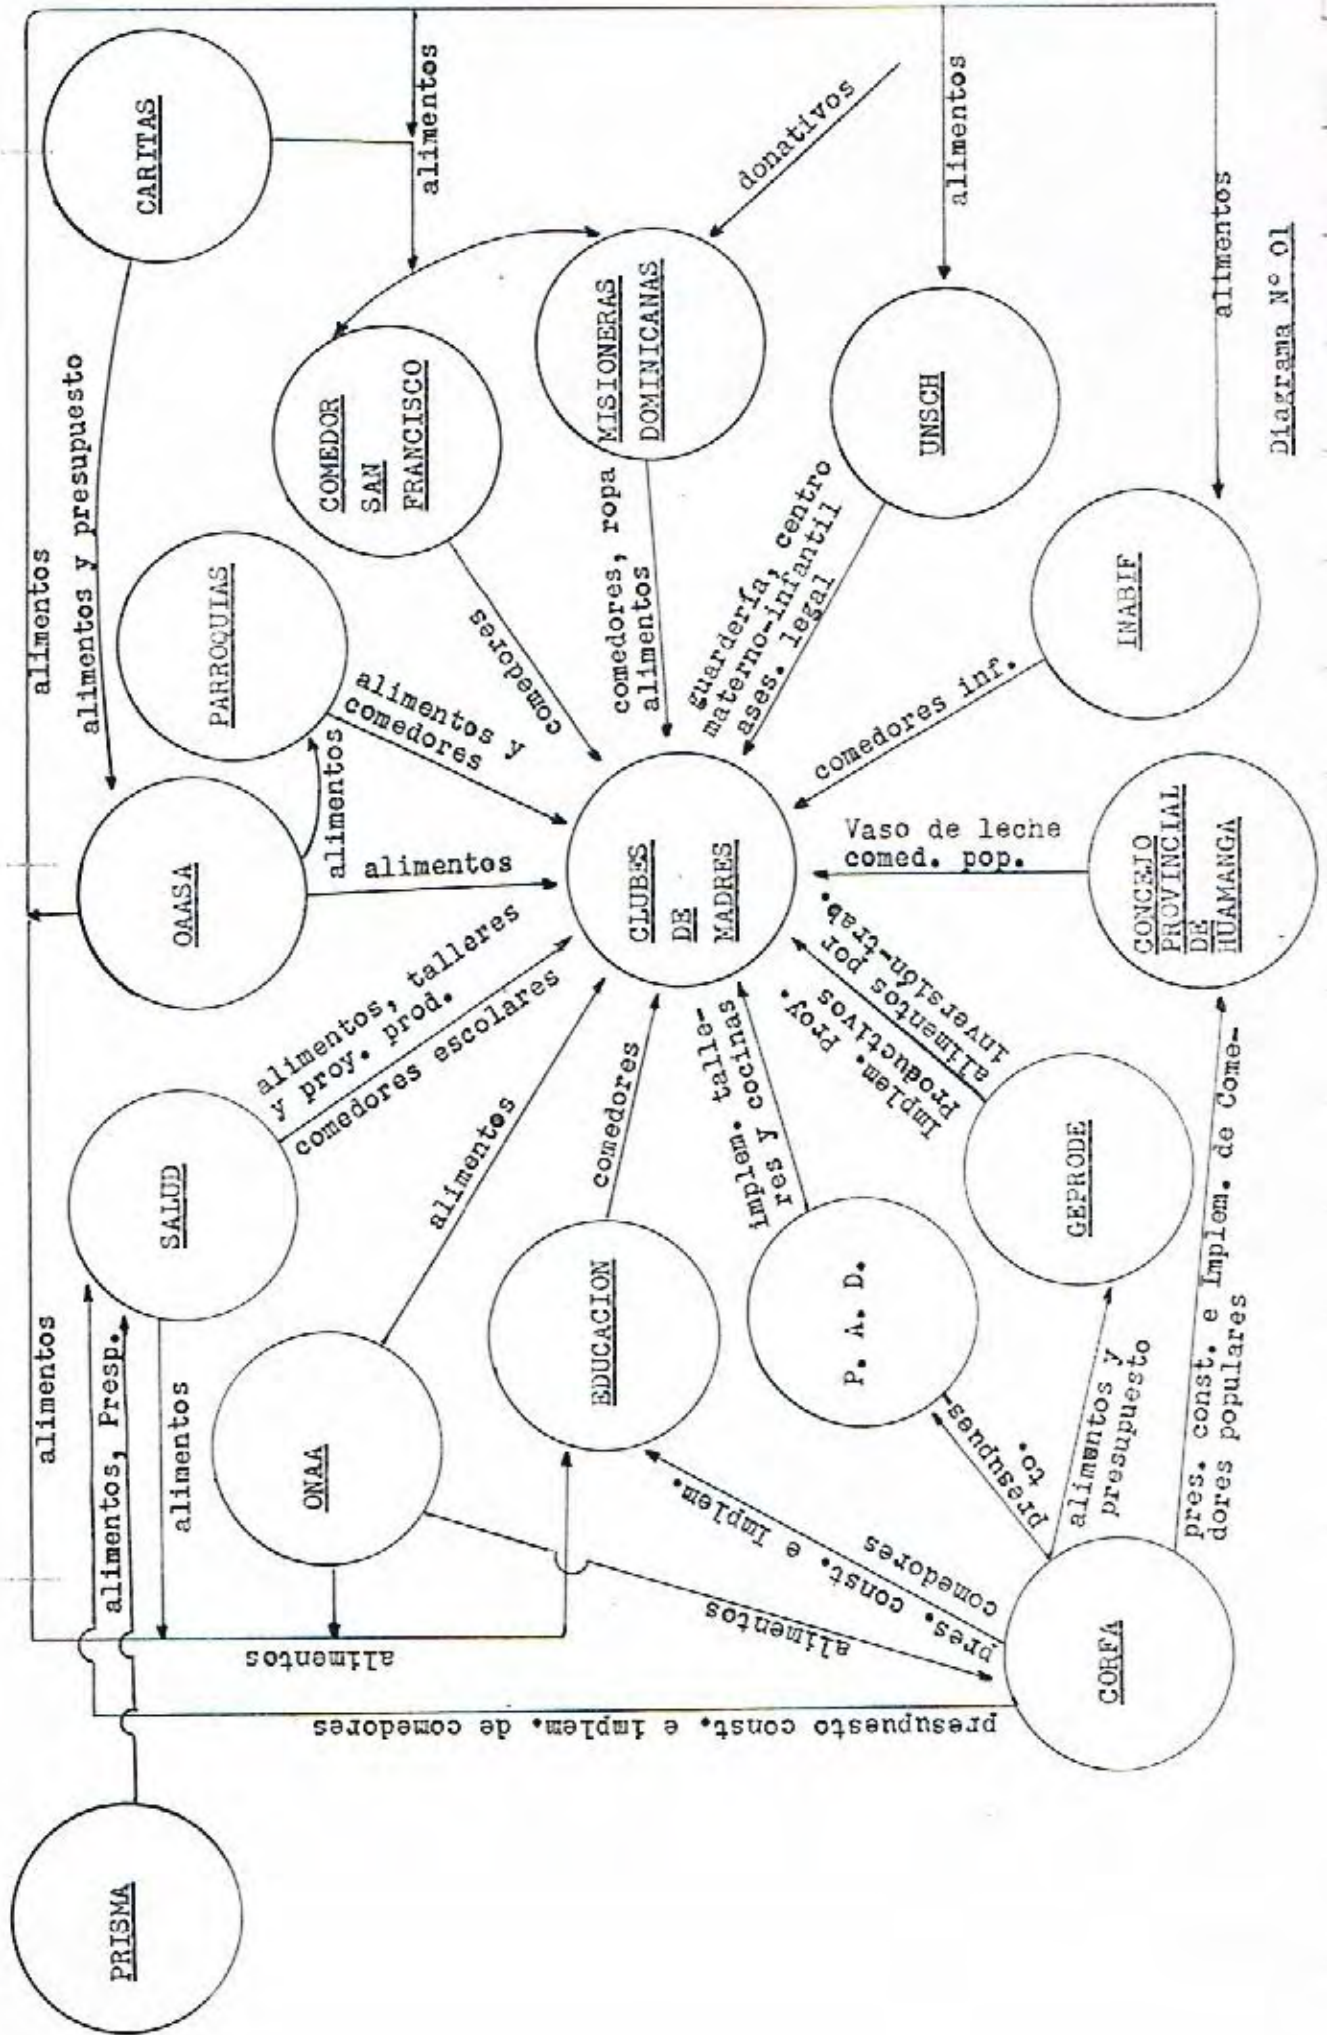 PRISMA
alimentos
alimentos, Presp.
SALUD
alimentos
alimentos, talleres
y proy. prod.
comedores escolares
OAASA
alimentos
alimentos
alimentos
alimentos y presupuesto
CARITAS
alimentos
PARROQUIAS
alimentos y
comedores
COMEDOR
SAN
FRANCISCO
comedores
ONAA
alimentos
alimentos
alimentos
EDUCACION
comedores
CLUBES
DE
MADRES
comedores, ropa
alimentos
MISIONERAS
DOMINICANAS
donativos
presupuesto const. e implem. de comedores
pres. const. e Implem.
comedores
P. A. D.
implem. talle-
res y cocinas
Implem. Proy.
Productivos
alimentos por
inversión-trab.
guardería, centro
materno-infantil
ases. legal
UNSCH
alimentos
presupues-
to.
GEPRODE
Vaso de leche
comed. pop.
comedores inf.
INABIF
alimentos
CORFA
alimentos y
presupuesto
pres. const. e Implem. de Come-
dores populares
CONCEJO
PROVINCIAL
DE
HUAMANGA
Diagrama Nº 01